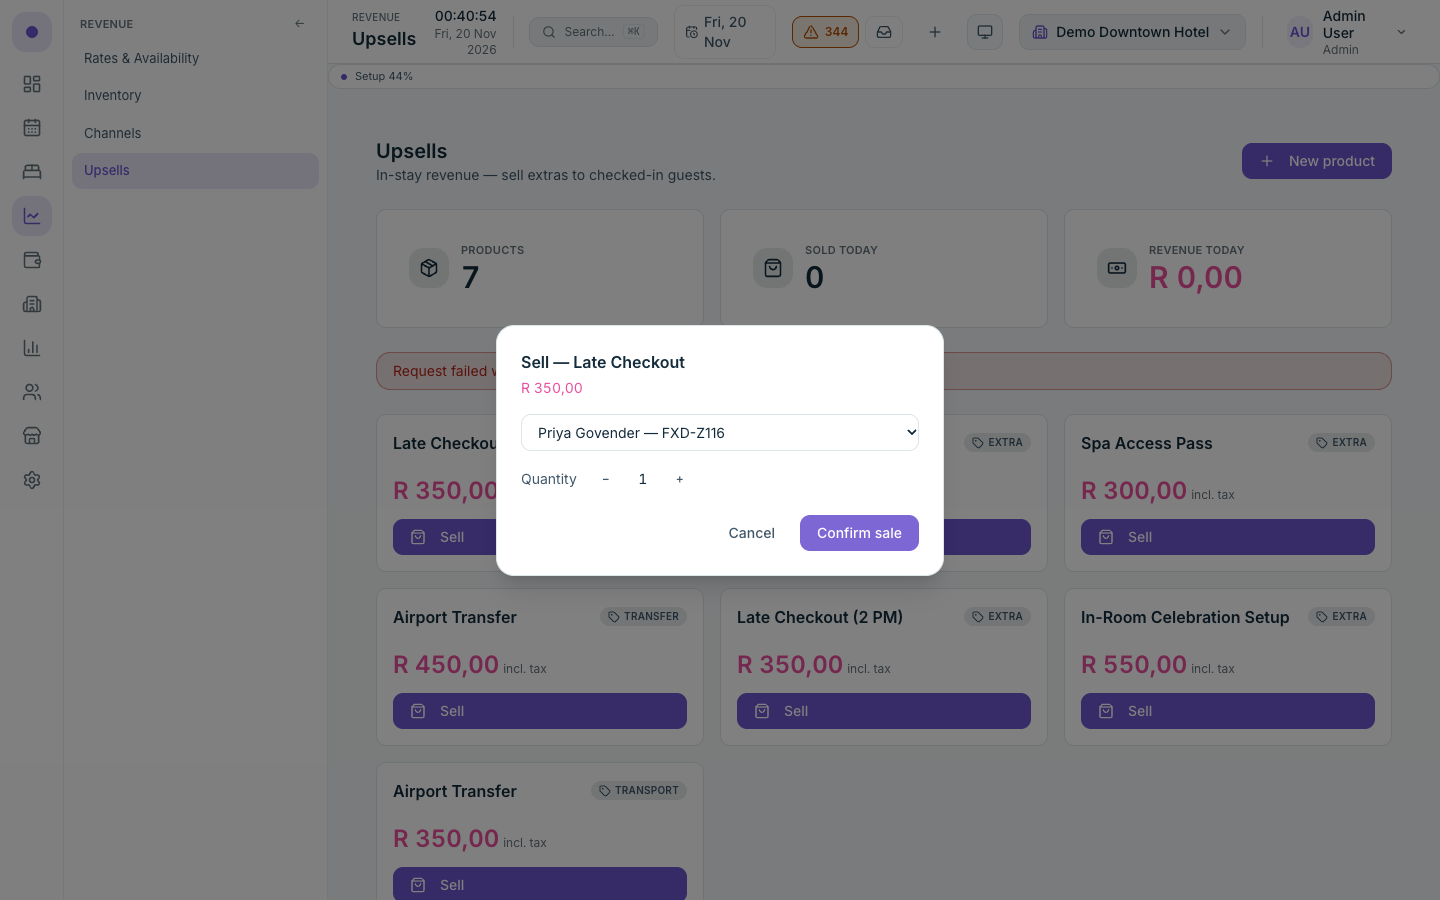 REVENUE
Rates & Availability
Inventory
Channels
Upsells
REVENUE
Upsells
00:40:54
Fri, 20 Nov
2026
Search...
⌘K
Fri, 20
Nov
344
Demo Downtown Hotel
AU
Admin
User
Admin
Setup 44%
Upsells
In-stay revenue — sell extras to checked-in guests.
New product
PRODUCTS
7
SOLD TODAY
0
REVENUE TODAY
R 0,00
Request failed
Sell — Late Checkout
R 350,00
Priya Govender — FXD-Z116
Quantity
−
1
+
Cancel
Confirm sale
Late Checkou
R 350,00
Sell
EXTRA
Spa Access Pass
EXTRA
R 300,00 incl. tax
Sell
Airport Transfer
TRANSFER
R 450,00 incl. tax
Sell
Late Checkout (2 PM)
EXTRA
R 350,00 incl. tax
Sell
In-Room Celebration Setup
EXTRA
R 550,00 incl. tax
Sell
Airport Transfer
TRANSPORT
R 350,00 incl. tax
Sell